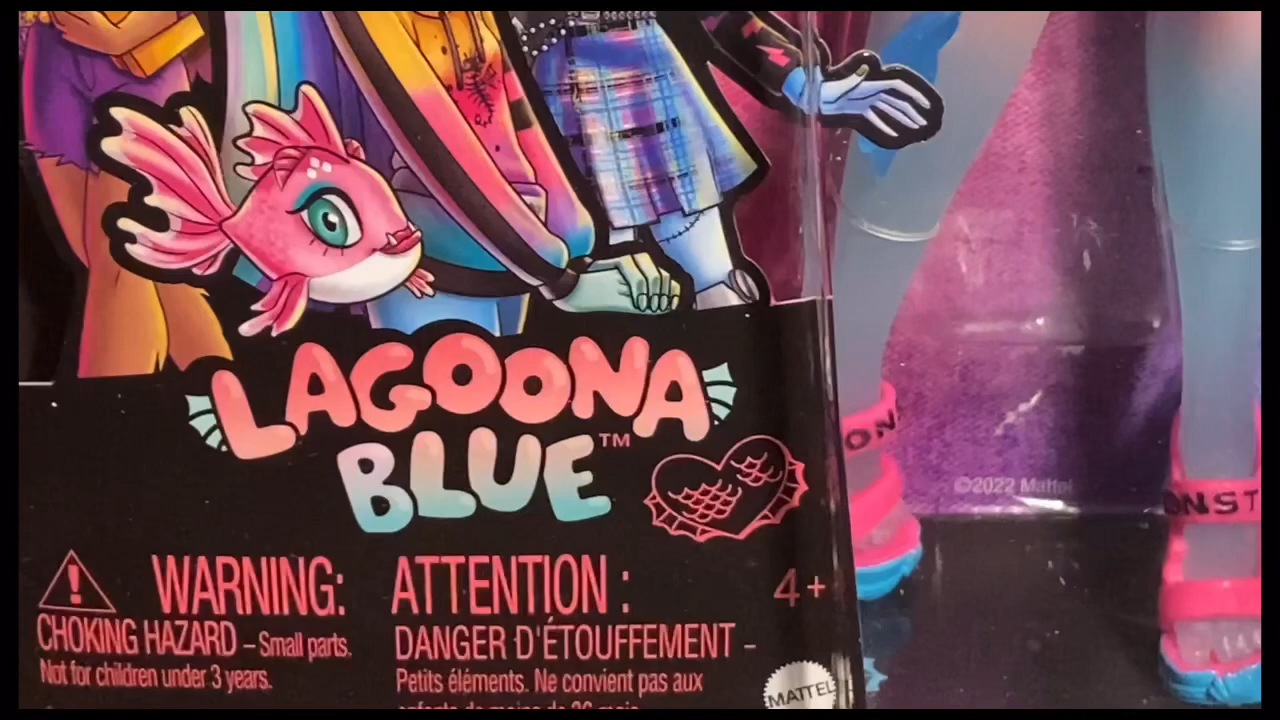 LAGOONA
BLUE™
WARNING:
CHOKING HAZARD – Small parts.
Not for children under 3 years.
ATTENTION :
DANGER D'ÉTOUFFEMENT –
Petits éléments. Ne convient pas aux
4+
MATTEL
©2022 Mattel
ON
ONST